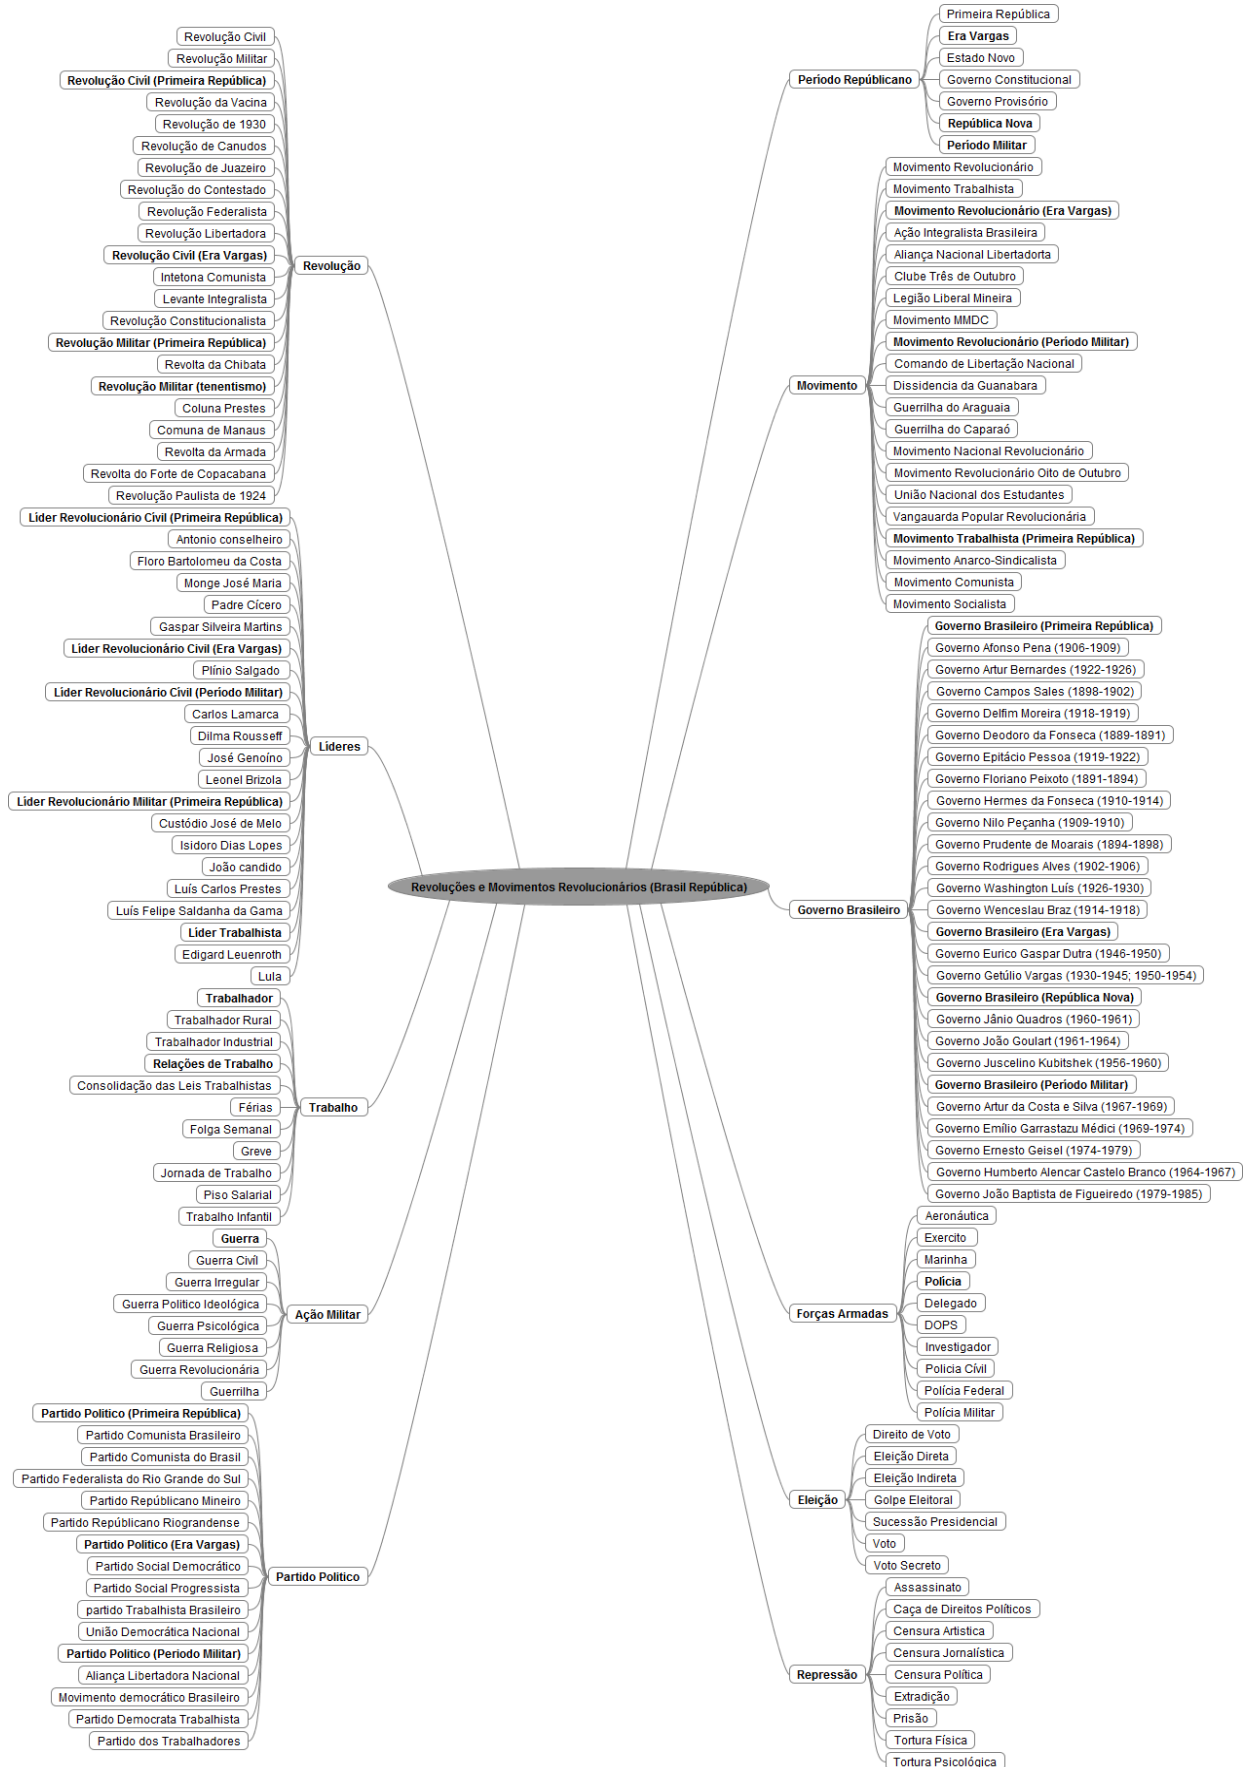 Revolução Civil
Revolução Militar
Revolução Civil (Primeira República)
Revolução da Vacina
Revolução de 1930
Revolução de Canudos
Revolução de Juazeiro
Revolução do Contestado
Revolução Federalista
Revolução Libertadora
Revolução Civil (Era Vargas)
Intetona Comunista
Levante Integralista
Revolução Constitucionalista
Revolução Militar (Primeira República)
Revolta da Chibata
Revolução Militar (tenentismo)
Coluna Prestes
Comuna de Manaus
Revolta da Armada
Revolta do Forte de Copacabana
Revolução Paulista de 1924
Revolução
Líder Revolucionário Cívil (Primeira República)
Antonio conselheiro
Floro Bartolomeu da Costa
Monge José Maria
Padre Cícero
Gaspar Silveira Martins
Líder Revolucionário Civil (Era Vargas)
Plínio Salgado
Líder Revolucionário Cívil (Período Militar)
Carlos Lamarca
Dilma Rousseff
José Genoíno
Leonel Brizola
Líder Revolucionário Militar (Primeira República)
Custódio José de Melo
Isidoro Dias Lopes
João candido
Luís Carlos Prestes
Luís Felipe Saldanha da Gama
Líder Trabalhista
Edigard Leuenroth
Lula
Líderes
Trabalhador
Trabalhador Rural
Trabalhador Industrial
Relações de Trabalho
Consolidação das Leis Trabalhistas
Férias
Folga Semanal
Greve
Jornada de Trabalho
Piso Salarial
Trabalho Infantil
Trabalho
Guerra
Guerra Civíl
Guerra Irregular
Guerra Politico Ideológica
Guerra Psicológica
Guerra Religiosa
Guerra Revolucionária
Guerrilha
Ação Militar
Partido Politico (Primeira República)
Partido Comunista Brasileiro
Partido Comunista do Brasil
Partido Federalista do Rio Grande do Sul
Partido Républicano Mineiro
Partido Républicano Riograndense
Partido Politico (Era Vargas)
Partido Social Democrático
Partido Social Progressista
partido Trabalhista Brasileiro
União Democrática Nacional
Partido Politico (Periodo Militar)
Aliança Libertadora Nacional
Movimento democrático Brasileiro
Partido Democrata Trabalhista
Partido dos Trabalhadores
Partido Politico
Revoluções e Movimentos Revolucionários (Brasil República)
Período Républicano
Primeira República
Era Vargas
Estado Novo
Governo Constitucional
Governo Provisório
República Nova
Período Militar
Movimento
Movimento Revolucionário
Movimento Trabalhista
Movimento Revolucionário (Era Vargas)
Ação Integralista Brasileira
Aliança Nacional Libertadorta
Clube Três de Outubro
Legião Liberal Mineira
Movimento MMDC
Movimento Revolucionário (Período Militar)
Comando de Libertação Nacional
Dissidencia da Guanabara
Guerrilha do Araguaia
Guerrilha do Caparaó
Movimento Nacional Revolucionário
Movimento Revolucionário Oito de Outubro
União Nacional dos Estudantes
Vangauarda Popular Revolucionária
Movimento Trabalhista (Primeira República)
Movimento Anarco-Sindicalista
Movimento Comunista
Movimento Socialista
Governo Brasileiro
Governo Brasileiro (Primeira República)
Governo Afonso Pena (1906-1909)
Governo Artur Bernardes (1922-1926)
Governo Campos Sales (1898-1902)
Governo Delfim Moreira (1918-1919)
Governo Deodoro da Fonseca (1889-1891)
Governo Epitácio Pessoa (1919-1922)
Governo Floriano Peixoto (1891-1894)
Governo Hermes da Fonseca (1910-1914)
Governo Nilo Peçanha (1909-1910)
Governo Prudente de Moarais (1894-1898)
Governo Rodrigues Alves (1902-1906)
Governo Washington Luís (1926-1930)
Governo Wenceslau Braz (1914-1918)
Governo Brasileiro (Era Vargas)
Governo Eurico Gaspar Dutra (1946-1950)
Governo Getúlio Vargas (1930-1945; 1950-1954)
Governo Brasileiro (República Nova)
Governo Jânio Quadros (1960-1961)
Governo João Goulart (1961-1964)
Governo Juscelino Kubitshek (1956-1960)
Governo Brasileiro (Período Militar)
Governo Artur da Costa e Silva (1967-1969)
Governo Emílio Garrastazu Médici (1969-1974)
Governo Ernesto Geisel (1974-1979)
Governo Humberto Alencar Castelo Branco (1964-1967)
Governo João Baptista de Figueiredo (1979-1985)
Forças Armadas
Aeronáutica
Exercito
Marinha
Polícia
Delegado
DOPS
Investigador
Policia Cívil
Polícia Federal
Polícia Militar
Eleição
Direito de Voto
Eleição Direta
Eleição Indireta
Golpe Eleitoral
Sucessão Presidencial
Voto
Voto Secreto
Repressão
Assassinato
Caça de Direitos Políticos
Censura Artistica
Censura Jornalística
Censura Política
Extradição
Prisão
Tortura Física
Tortura Psicológica